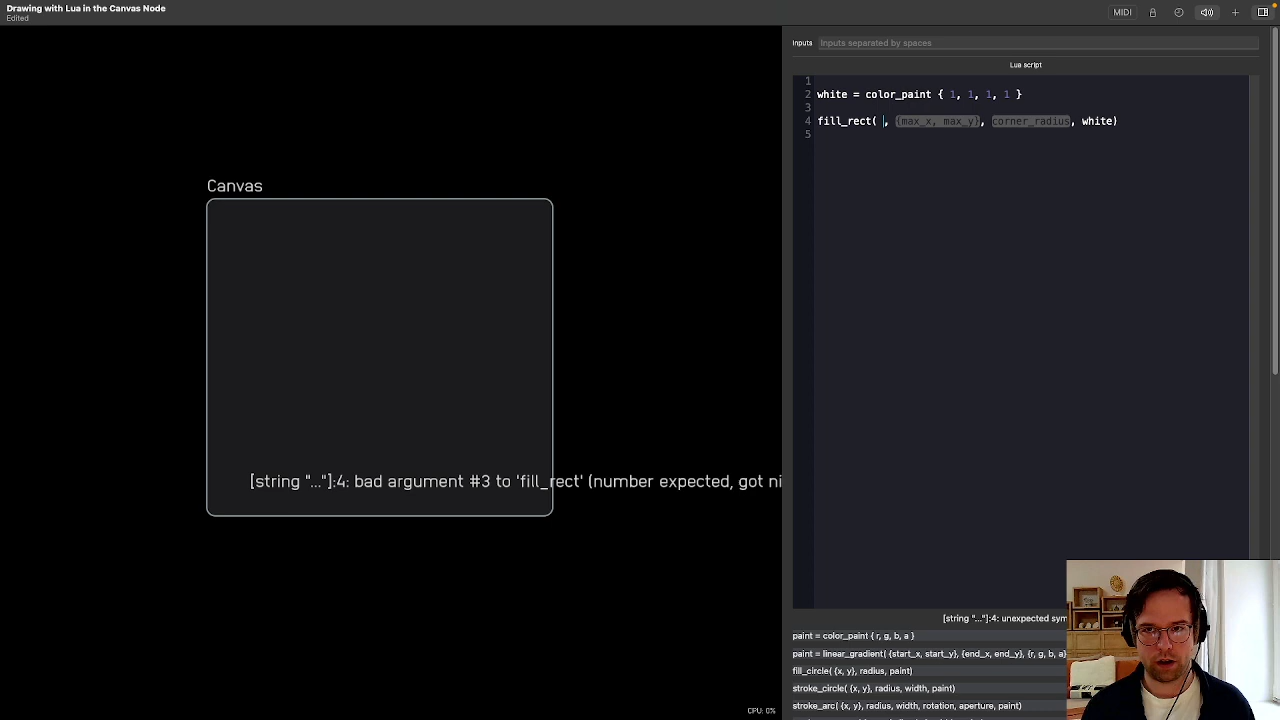 Drawing with Lua in the Canvas Node
Edited
MIDI
Inputs
Inputs separated by spaces
Lua script
1
2 white = color_paint { 1, 1, 1, 1 }
3
4 fill_rect( , {max_x, max_y}, corner_radius, white)
5
Canvas
[string "..."]:4: bad argument #3 to 'fill_rect' (number expected, got ni
[string "..."]:4: unexpected sym
paint = color_paint { r, g, b, a }
paint = linear_gradient( {start_x, start_y}, {end_x, end_y}, {r, g, b, a}
fill_circle( {x, y}, radius, paint)
stroke_circle( {x, y}, radius, width, paint)
stroke_arc( {x, y}, radius, width, rotation, aperture, paint)
CPU: 0%